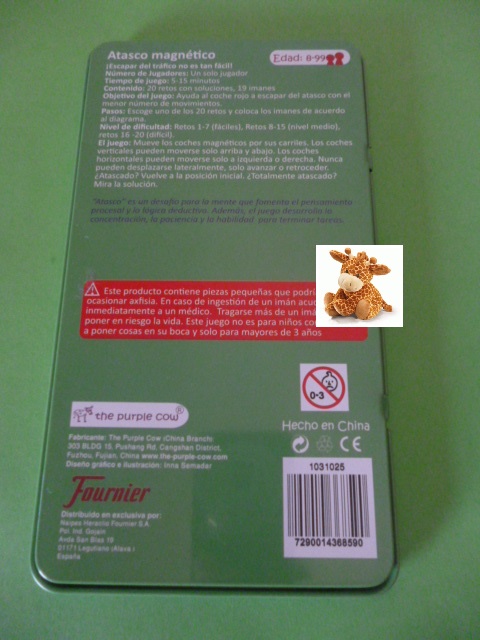 Atasco magnético
Edad: 8-99
¡Escapar del tráfico no es tan fácil!
Número de Jugadores: Un solo jugador
Tiempo de juego: 5-15 minutos
Contenido: 20 retos con soluciones, 19 imanes
Objetivo del Juego: Ayuda al coche rojo a escapar del atasco con el
menor número de movimientos.
Pasos: Escoge uno de los 20 retos y coloca los imanes de acuerdo
al diagrama.
Nivel de dificultad: Retos 1-7 (fáciles), Retos 8-15 (nivel medio),
retos 16 -20 (difícil).
El juego: Mueve los coches magnéticos por sus carriles. Los coches
verticales pueden moverse solo arriba y abajo. Los coches
horizontales pueden moverse solo a izquierda o derecha. Nunca
pueden desplazarse lateralmente, solo avanzar o retroceder.
¿Atascado? Vuelve a la posición inicial. ¿Totalmente atascado?
Mira la solución.
"Atasco" es un desafío para la mente que fomenta el pensamiento
procesal y la lógica deductiva. Además, el juego desarrolla la
concentración, la paciencia y la habilidad para terminar tareas.
Este producto contiene piezas pequeñas que
ocasionar axfisia. En caso de ingestión de un imán
inmediatamente a un médico. Tragarse más de un
poner en riesgo la vida. Este juego no es para niños
a poner cosas en su boca y solo para mayores de 3 años
0-3
the purple cow®
Hecho en China
CE
Fabricante: The Purple Cow (China Branch)
303 BLDG 15, Pushang Rd, Cangshan District,
Fuzhou, Fujian, China www.the-purple-cow.com
Diseño gráfico e ilustración: Inna Semadar
1031025
Fournier
Distribuido en exclusiva por:
Naipes Heraclio Fournier S.A.
Pol. Ind. Gojain
Avda San Blas 19
01171 Legutiano (Alava)
España
7290014368590